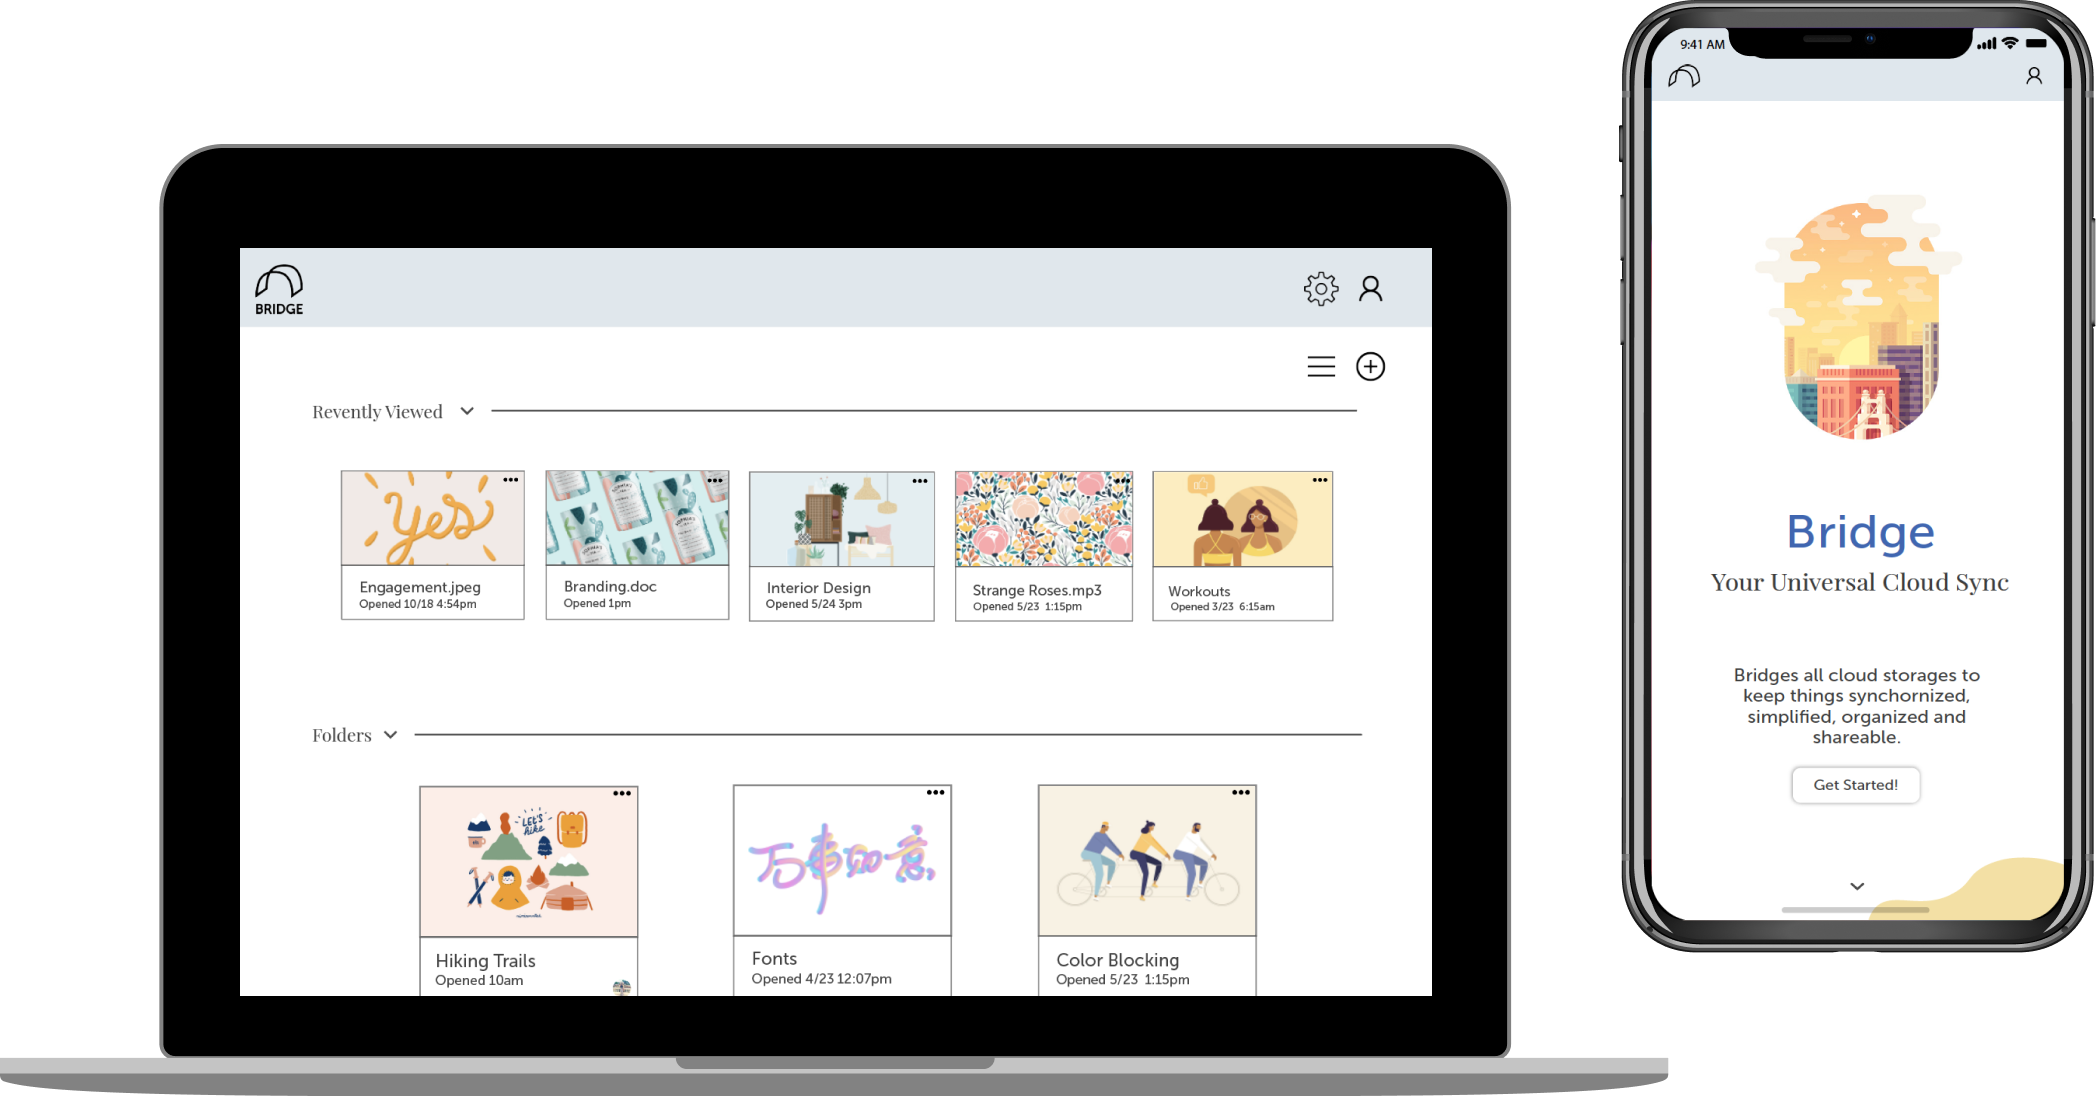 BRIDGE
Revently Viewed
yes
Engagement.jpeg
Opened 10/18 4:54pm
Branding.doc
Opened 1pm
Interior Design
Opened 5/24 3pm
Strange Roses.mp3
Opened 5/23 1:15pm
Workouts
Opened 3/23 6:15am
Folders
LET'S
hike
Hiking Trails
Opened 10am
万事如意
Fonts
Opened 4/23 12:07pm
Color Blocking
Opened 5/23 1:15pm
9:41 AM
Bridge
Your Universal Cloud Sync
Bridges all cloud storages to
keep things synchornized,
simplified, organized and
shareable.
Get Started!